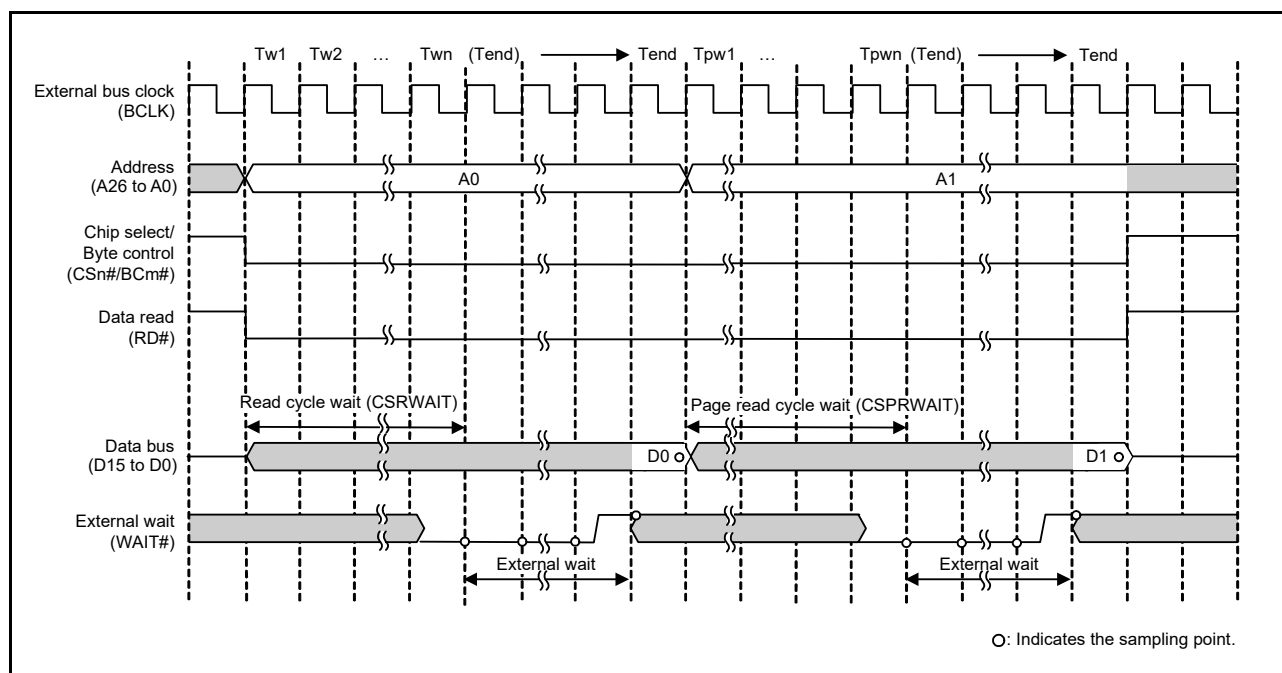 Tw1 Tw2 … Twn (Tend) Tend Tpw1 … Tpwn (Tend) Tend
External bus clock
(BCLK)
Address
(A26 to A0)
A0 A1
Chip select/
Byte control
(CSn#/BCm#)
Data read
(RD#)
Read cycle wait (CSRWAIT) Page read cycle wait (CSPRWAIT)
Data bus
(D15 to D0)
D0 D1
External wait
(WAIT#)
External wait External wait
: Indicates the sampling point.